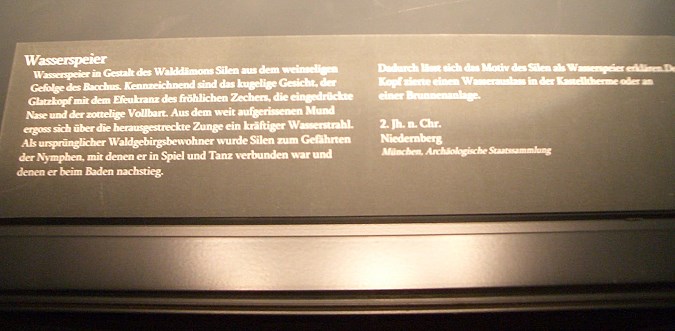 Wasserspeier
Wasserspeier in Gestalt des Walddämons Silen aus dem weinseligen
Gefolge des Bacchus. Kennzeichnend sind das kugelige Gesicht, der
Glatzkopf mit dem Efeukranz des fröhlichen Zechers, die eingedrückte
Nase und der zottelige Vollbart. Aus dem weit aufgerissenen Mund
ergoss sich über die herausgestreckte Zunge ein kräftiger Wasserstrahl.
Als ursprünglicher Waldgebirgsbewohner wurde Silen zum Gefährten
der Nymphen, mit denen er in Spiel und Tanz verbunden war und
denen er beim Baden nachstieg.
Dadurch lässt sich das Motiv des Silen als Wasserspeier erklären. De
Kopf zierte einen Wasserauslass in der Kastelltherme oder an
einer Brunnenanlage.
2. Jh. n. Chr.
Niedernberg
München, Archäologische Staatssammlung